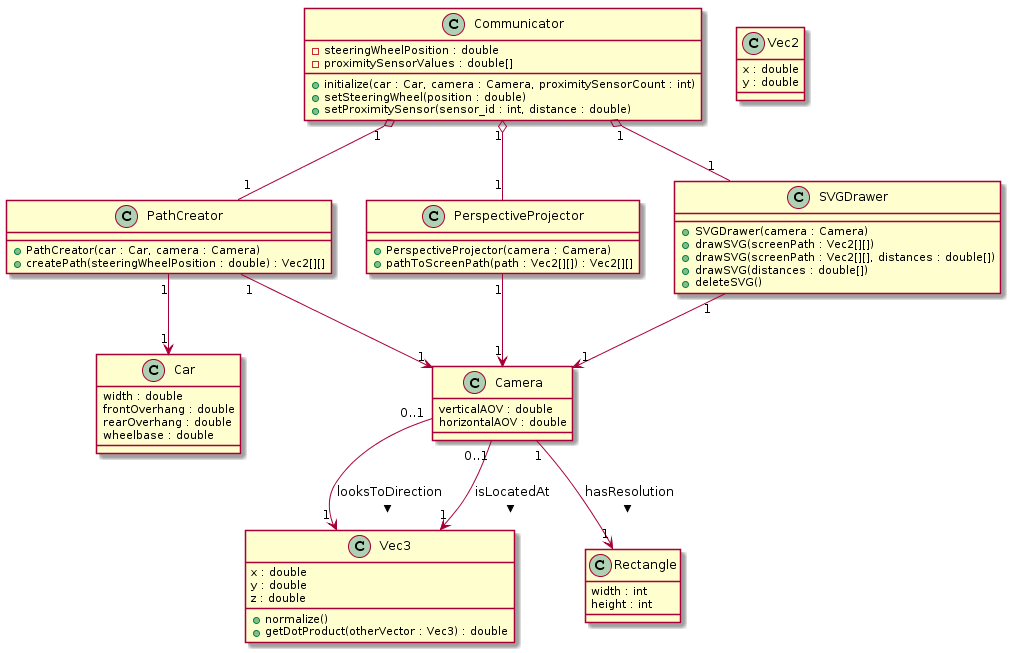 C Communicator
steeringWheelPosition : double
proximitySensorValues : double[]
initialize(car : Car, camera : Camera, proximitySensorCount : int)
setSteeringWheel(position : double)
setProximitySensor(sensor_id : int, distance : double)
C Vec2
x : double
y : double
1
1
1
1
1
1
C PathCreator
PathCreator(car : Car, camera : Camera)
createPath(steeringWheelPosition : double) : Vec2[][]
C PerspectiveProjector
PerspectiveProjector(camera : Camera)
pathToScreenPath(path : Vec2[][]) : Vec2[][]
C SVGDrawer
SVGDrawer(camera : Camera)
drawSVG(screenPath : Vec2[][])
drawSVG(screenPath : Vec2[][], distances : double[])
drawSVG(distances : double[])
deleteSVG()
1
1
1
1
1
1
1
1
C Car
width : double
frontOverhang : double
rearOverhang : double
wheelbase : double
C Camera
verticalAOV : double
horizontalAOV : double
0..1
0..1
1
looksToDirection
isLocatedAt
hasResolution
1
1
1
C Vec3
x : double
y : double
z : double
normalize()
getDotProduct(otherVector : Vec3) : double
C Rectangle
width : int
height : int